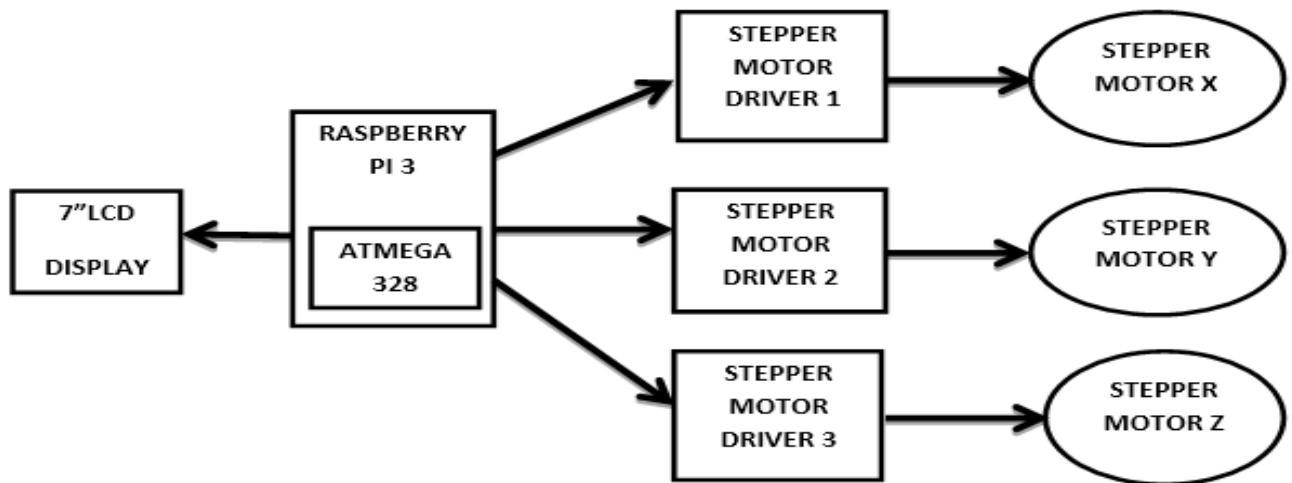 7”LCD
DISPLAY
RASPBERRY
PI 3
ATMEGA
328
STEPPER
MOTOR
DRIVER 1
STEPPER
MOTOR X
STEPPER
MOTOR
DRIVER 2
STEPPER
MOTOR Y
STEPPER
MOTOR
DRIVER 3
STEPPER
MOTOR Z